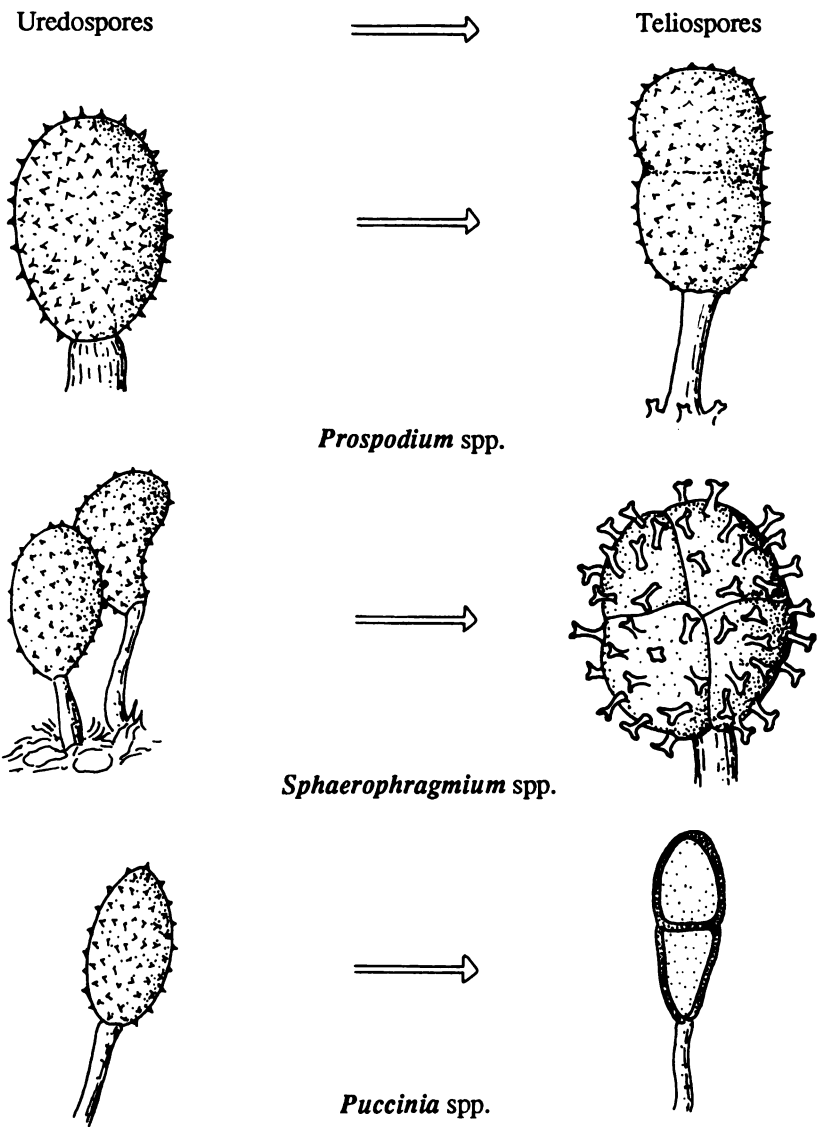 Uredospores Teliospores
Prospodium spp.
Sphaerophragmium spp.
Puccinia spp.